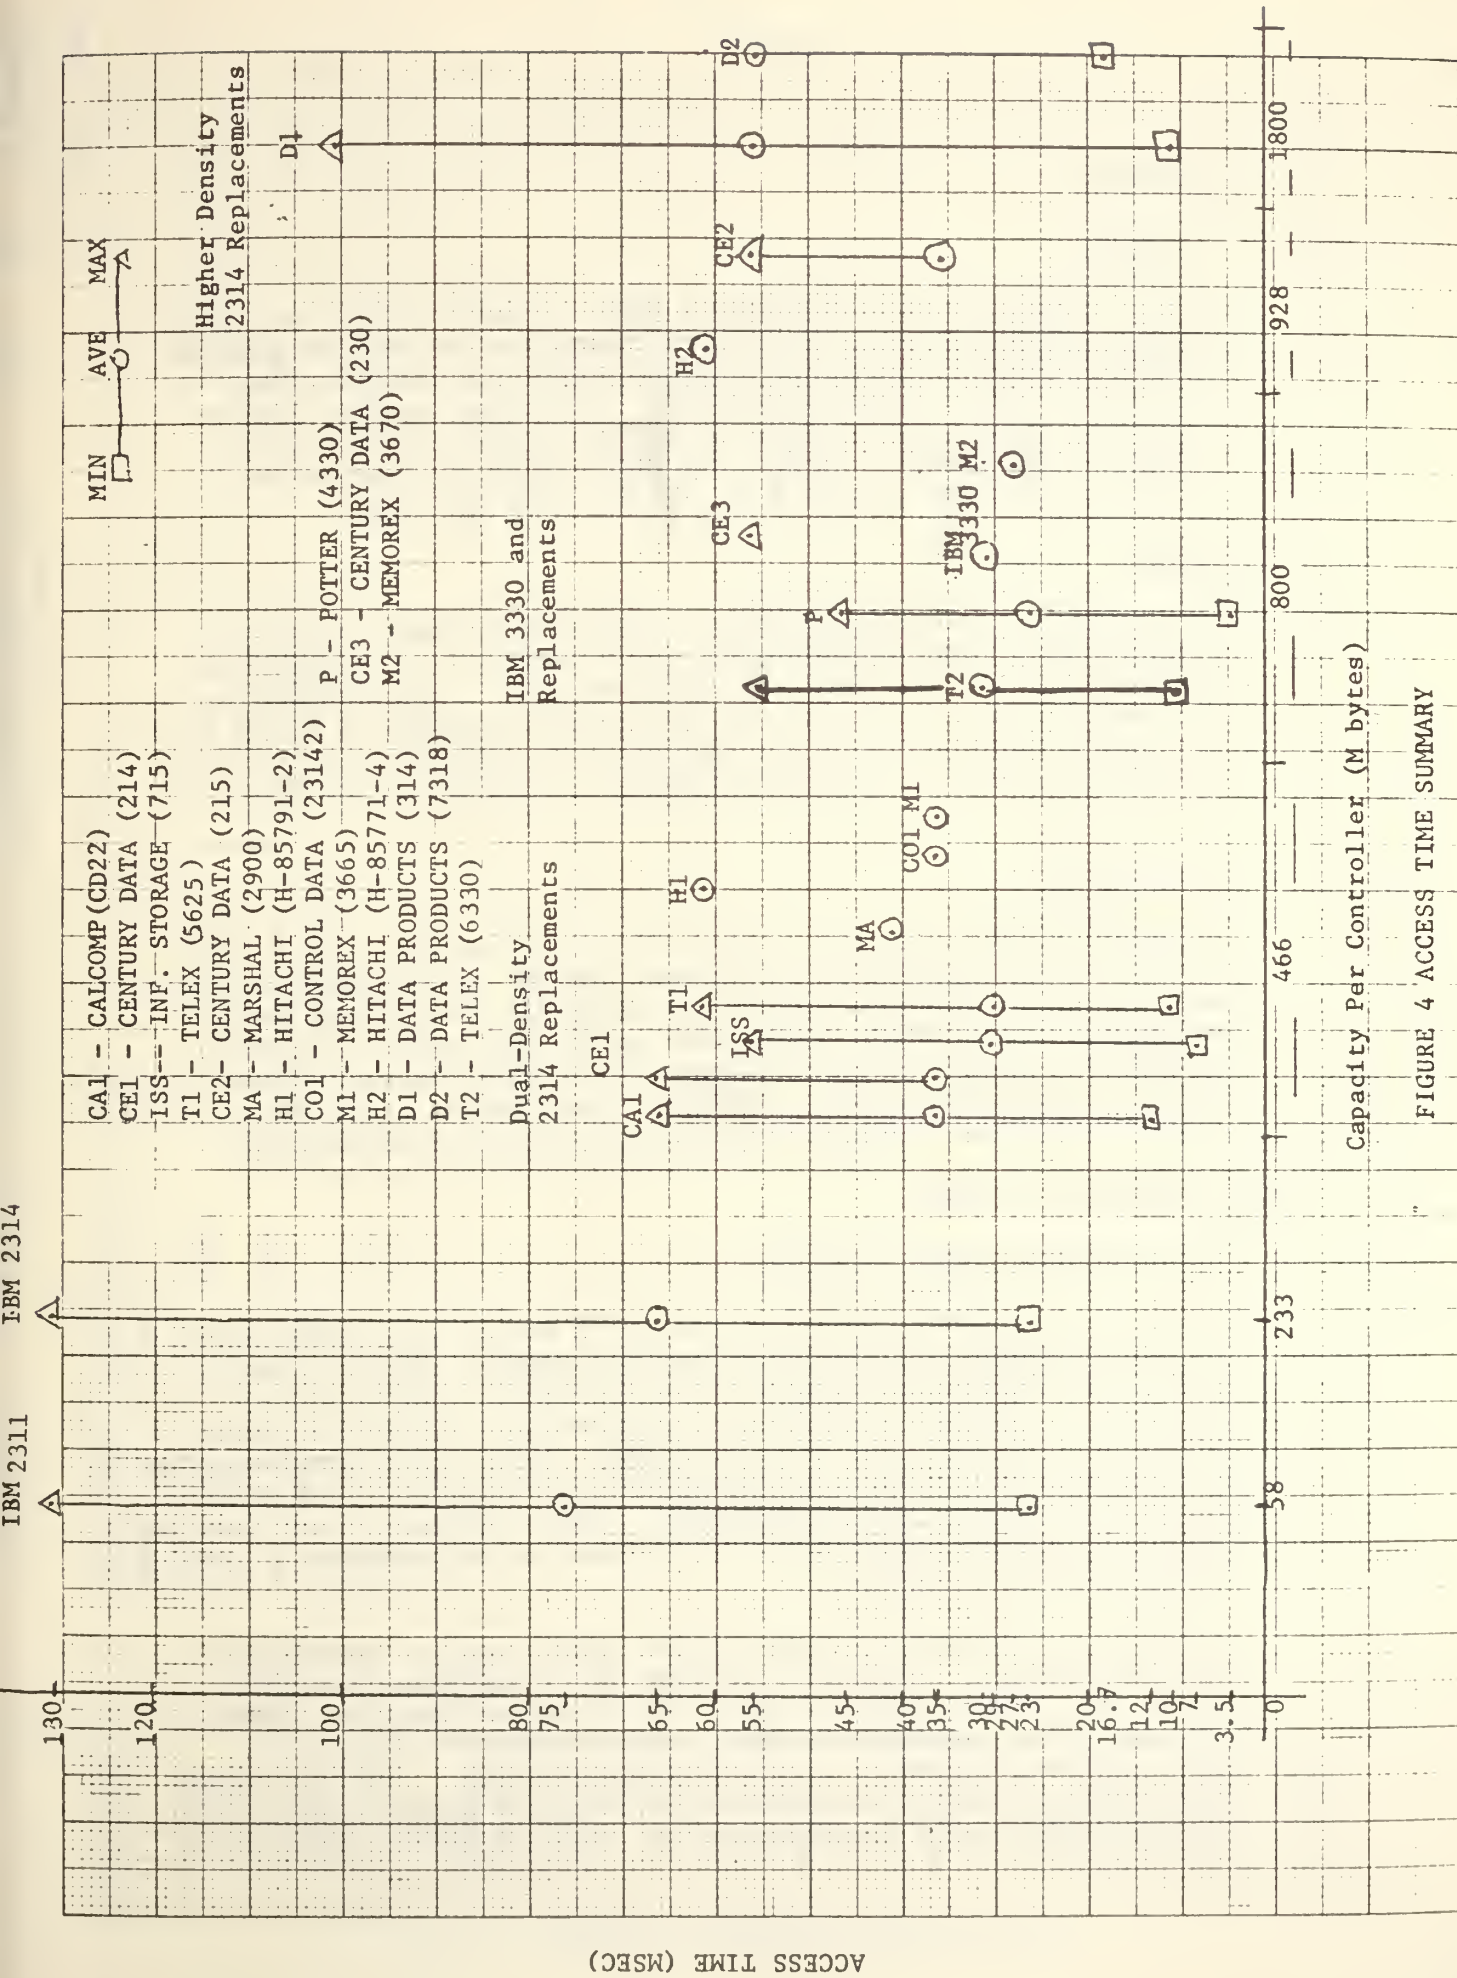 IBM 2311
IBM 2314
MIN AVE MAX
CA1 - CALCOMP(CD22)
CE1 - CENTURY DATA (214)
ISS-- INF. STORAGE (715)
T1 - TELEX (5625)
CE2- CENTURY DATA (215)
MA - MARSHAL (2900)
H1 - HITACHI (H-85791-2)
CO1 - CONTROL DATA (23142)
M1 - MEMOREX (3665)
H2 - HITACHI (H-85771-4)
D1 - DATA PRODUCTS (314)
D2 - DATA PRODUCTS (7318)
T2 - TELEX (6330)
P - POTTER (4330)
CE3 - CENTURY DATA (230)
M2 - MEMOREX (3670)
Higher Density
2314 Replacements
Dual-Density
2314 Replacements
IBM 3330 and
Replacements
CA1
CE1
ISS
T1
MA
H1
CO1 M1
T2
P
IBM
3330 M2
CE3
H2
CE2
D1
D2
130
120
100
80
75
65
60
55
45
40
35
30
29
27
23
20
16.7
12
10
7
3.5
0
ACCESS TIME (MSEC)
58
233
466
800
928
1800
Capacity Per Controller (M bytes)
FIGURE 4 ACCESS TIME SUMMARY